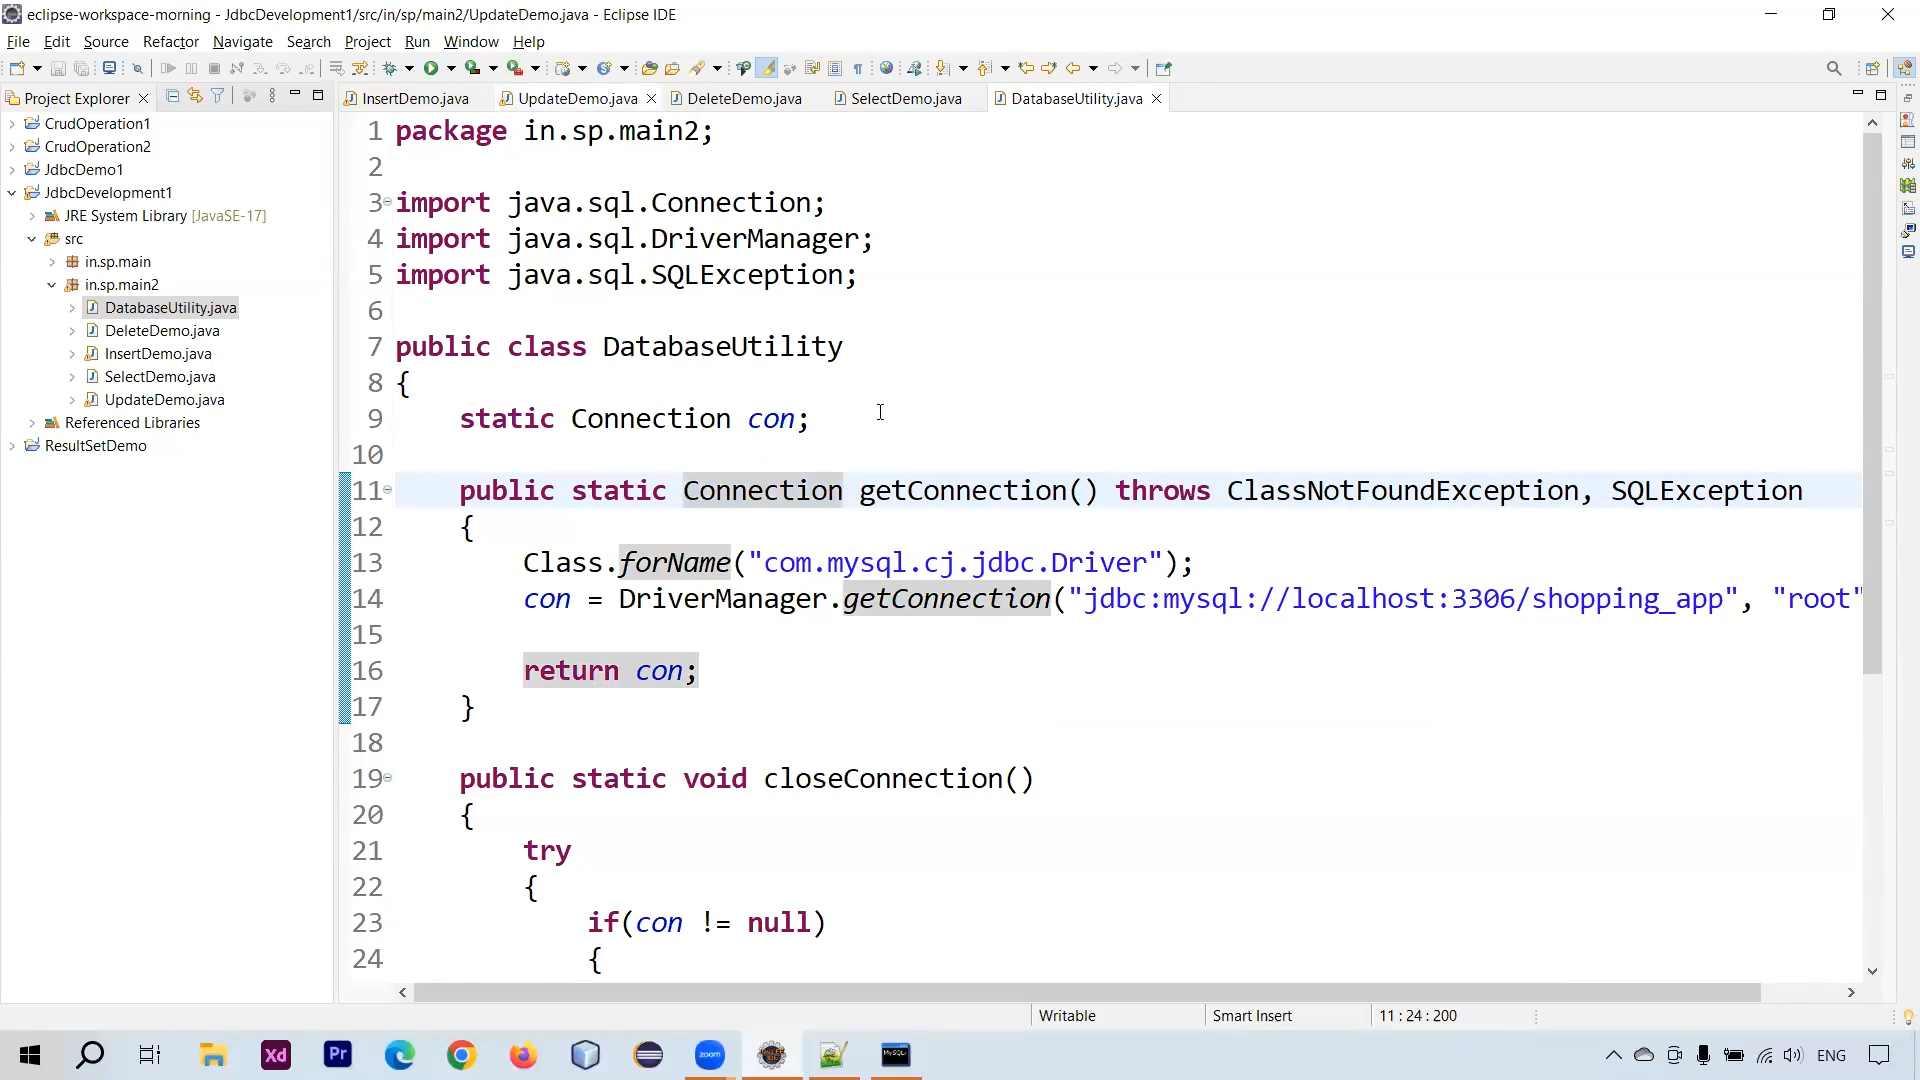 eclipse-workspace-morning - JdbcDevelopment1/src/in/sp/main2/UpdateDemo.java - Eclipse IDE
File Edit Source Refactor Navigate Search Project Run Window Help
Project Explorer
InsertDemo.java UpdateDemo.java DeleteDemo.java SelectDemo.java DatabaseUtility.java
CrudOperation1
CrudOperation2
JdbcDemo1
JdbcDevelopment1
JRE System Library [JavaSE-17]
src
in.sp.main
in.sp.main2
DatabaseUtility.java
DeleteDemo.java
InsertDemo.java
SelectDemo.java
UpdateDemo.java
Referenced Libraries
ResultSetDemo
1 package in.sp.main2;
2
3 import java.sql.Connection;
4 import java.sql.DriverManager;
5 import java.sql.SQLException;
6
7 public class DatabaseUtility
8 {
9 static Connection con;
10
11 public static Connection getConnection() throws ClassNotFoundException, SQLException
12 {
13 Class.forName("com.mysql.cj.jdbc.Driver");
14 con = DriverManager.getConnection("jdbc:mysql://localhost:3306/shopping_app", "root"
15
16 return con;
17 }
18
19 public static void closeConnection()
20 {
21 try
22 {
23 if(con != null)
24 {
Writable Smart Insert 11 : 24 : 200
Xd Pr zoom MySQL ENG